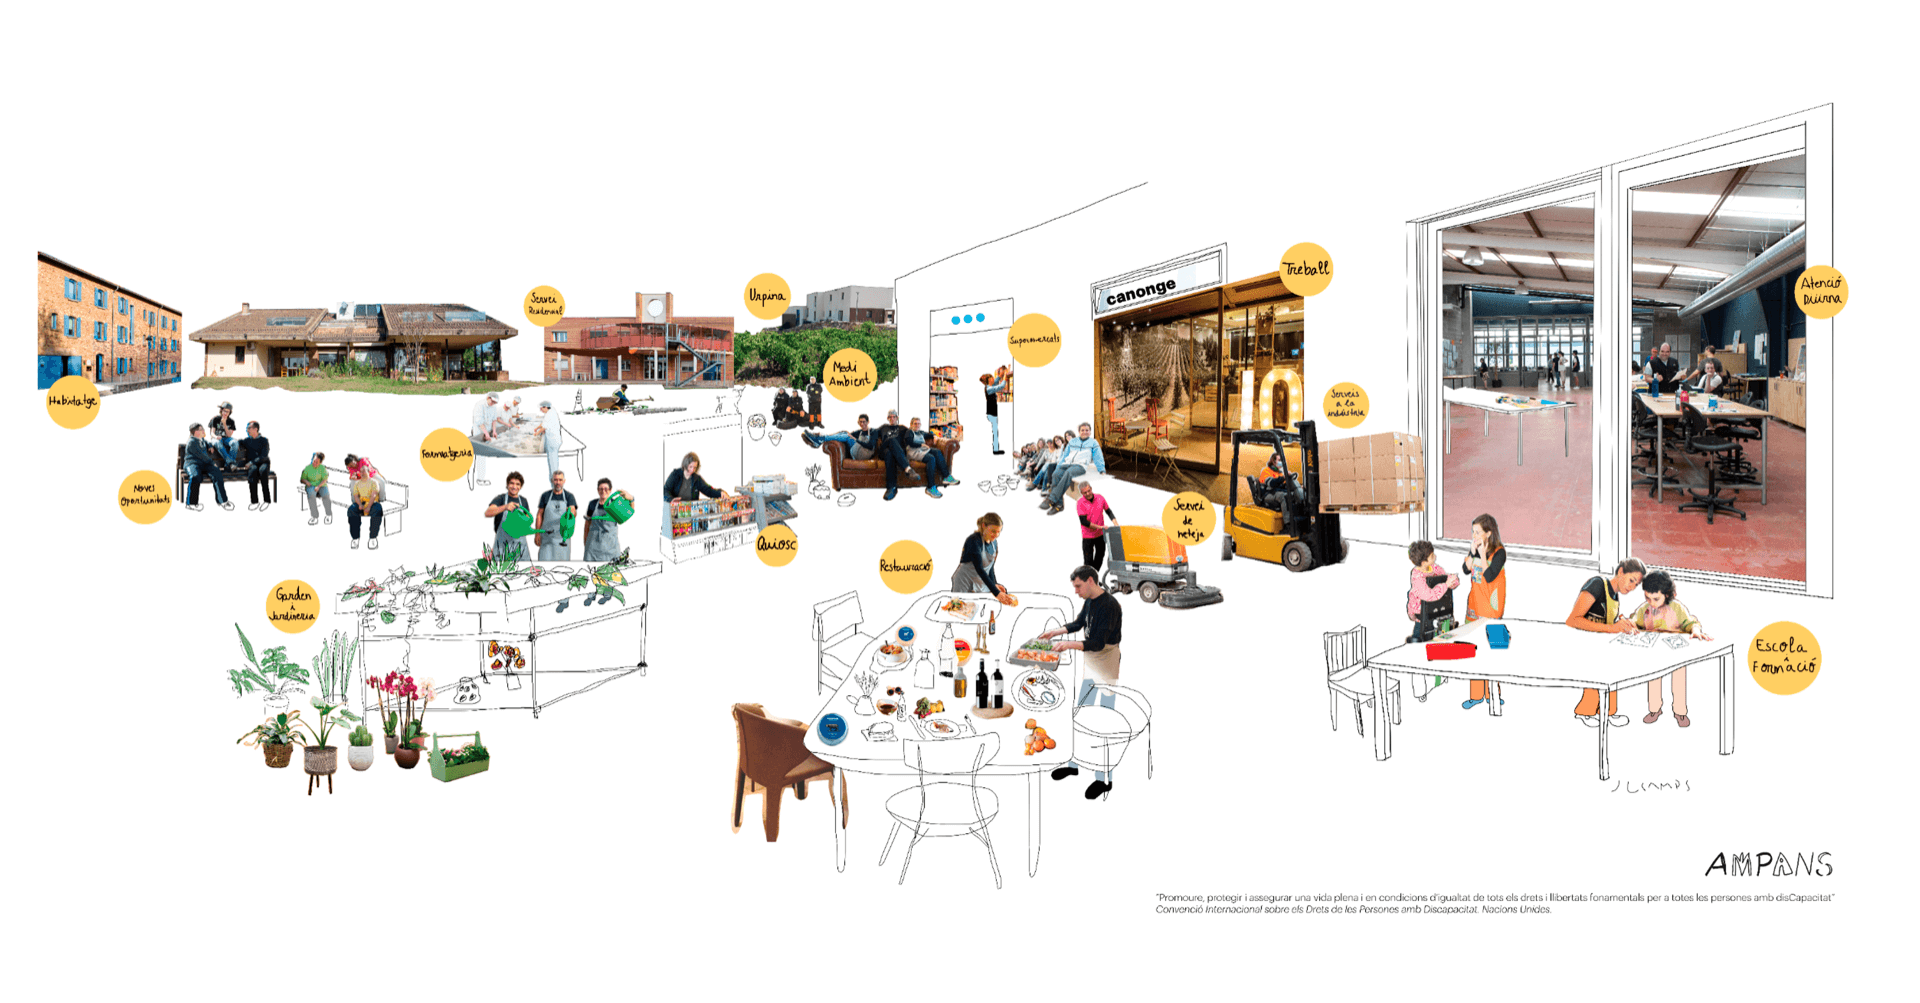 Habitatge
Noves
Oportunitats
Formatgeria
Servei
Residencial
Urpina
Medi
Ambient
Supermercats
canonge
Treball
Serveis
a la
indústria
Atenció
Diürna
Garden
i
Jardineria
Quiosc
Restauració
Servei
de
neteja
Escola
i
Formació
AMPANS
"Promoure, protegir i assegurar una vida plena i en condicions d'igualtat de tots els drets i llibertats fonamentals per a totes les persones amb disCapacitat"
Convenció Internacional sobre els Drets de les Persones amb Discapacitat. Nacions Unides.